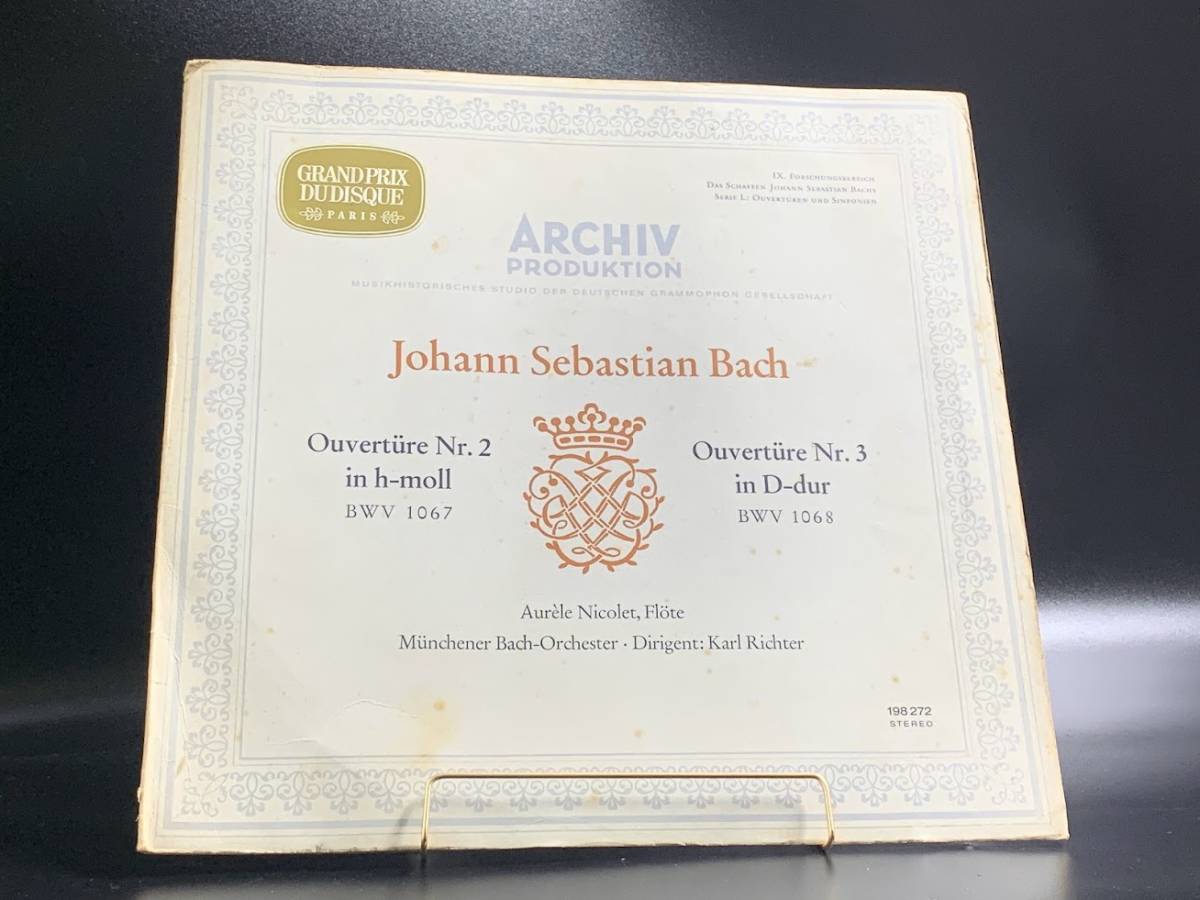 GRAND PRIX
DU DISQUE
PARIS
IX. Forschungsbereich
Das Schaffen Johann Sebastian Bachs
Serie L: Ouvertüren und Sinfonien
ARCHIV
PRODUKTION
MUSIKHISTORISCHES STUDIO DER DEUTSCHEN GRAMMOPHON GESELLSCHAFT
Johann Sebastian Bach
Ouvertüre Nr. 2
in h-moll
BWV 1067
Ouvertüre Nr. 3
in D-dur
BWV 1068
Aurèle Nicolet, Flöte
Münchener Bach-Orchester · Dirigent: Karl Richter
198 272
STEREO